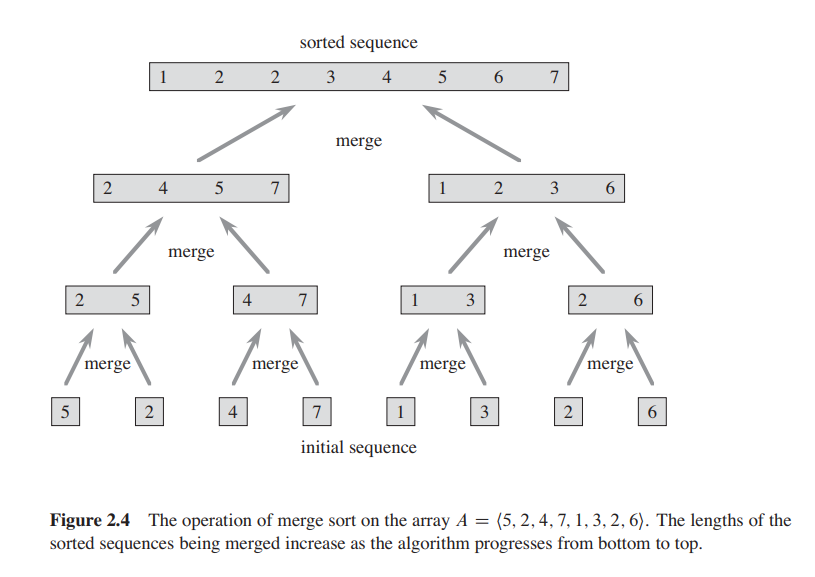 sorted sequence
1 2 2 3 4 5 6 7
merge
2 4 5 7 1 2 3 6
merge merge
2 5 4 7 1 3 2 6
merge merge merge merge
5 2 4 7 1 3 2 6
initial sequence
Figure 2.4 The operation of merge sort on the array A = ⟨5, 2, 4, 7, 1, 3, 2, 6⟩. The lengths of the
sorted sequences being merged increase as the algorithm progresses from bottom to top.